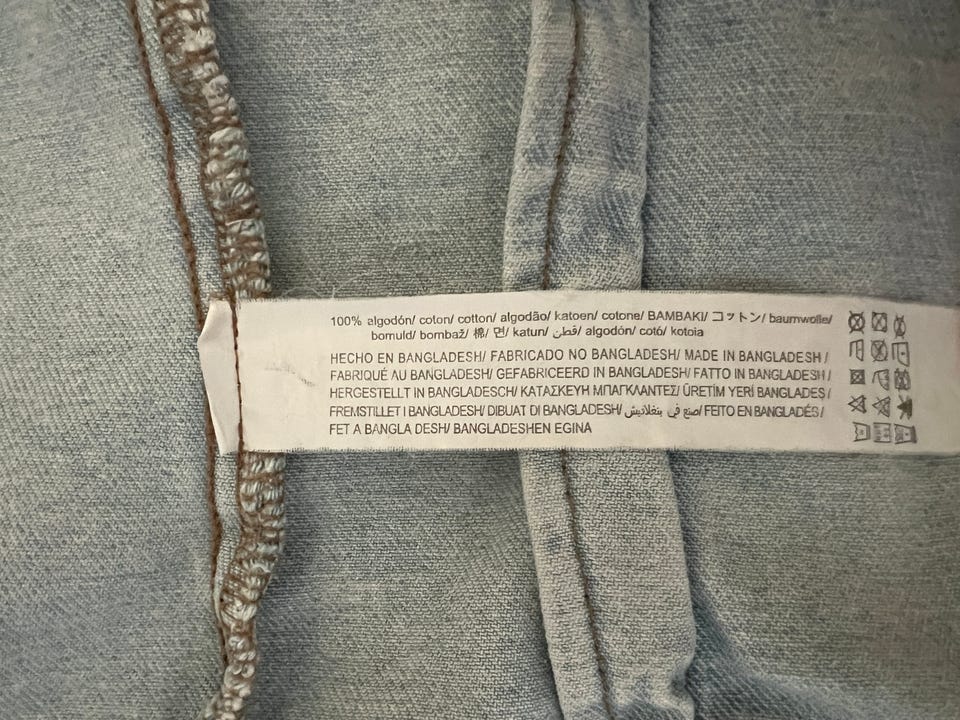 100% algodón/ coton/ cotton/ algodão/ katoen/ cotone/ BAMBAKI/ コットン/ baumwolle/
bomuld/ bombaž/ 棉/ 면/ katun/ قطن/ algodón/ cotó/ kotoia
HECHO EN BANGLADESH/ FABRICADO NO BANGLADESH/ MADE IN BANGLADESH /
FABRIQUÉ AU BANGLADESH/ GEFABRICEERD IN BANGLADESH/ FATTO IN BANGLADESH /
HERGESTELLT IN BANGLADESCH/ ΚΑΤΑΣΚΕΥΗ ΜΠΑΓΚΛΑΝΤΕΣ/ ÜRETİM YERİ BANGLADEŞ /
FREMSTILLET I BANGLADESH/ DIBUAT DI BANGLADESH/ صنع في بنغلاديش/ FEITO EN BANGLADÉS /
FET A BANGLA DESH/ BANGLADESHEN EGINA